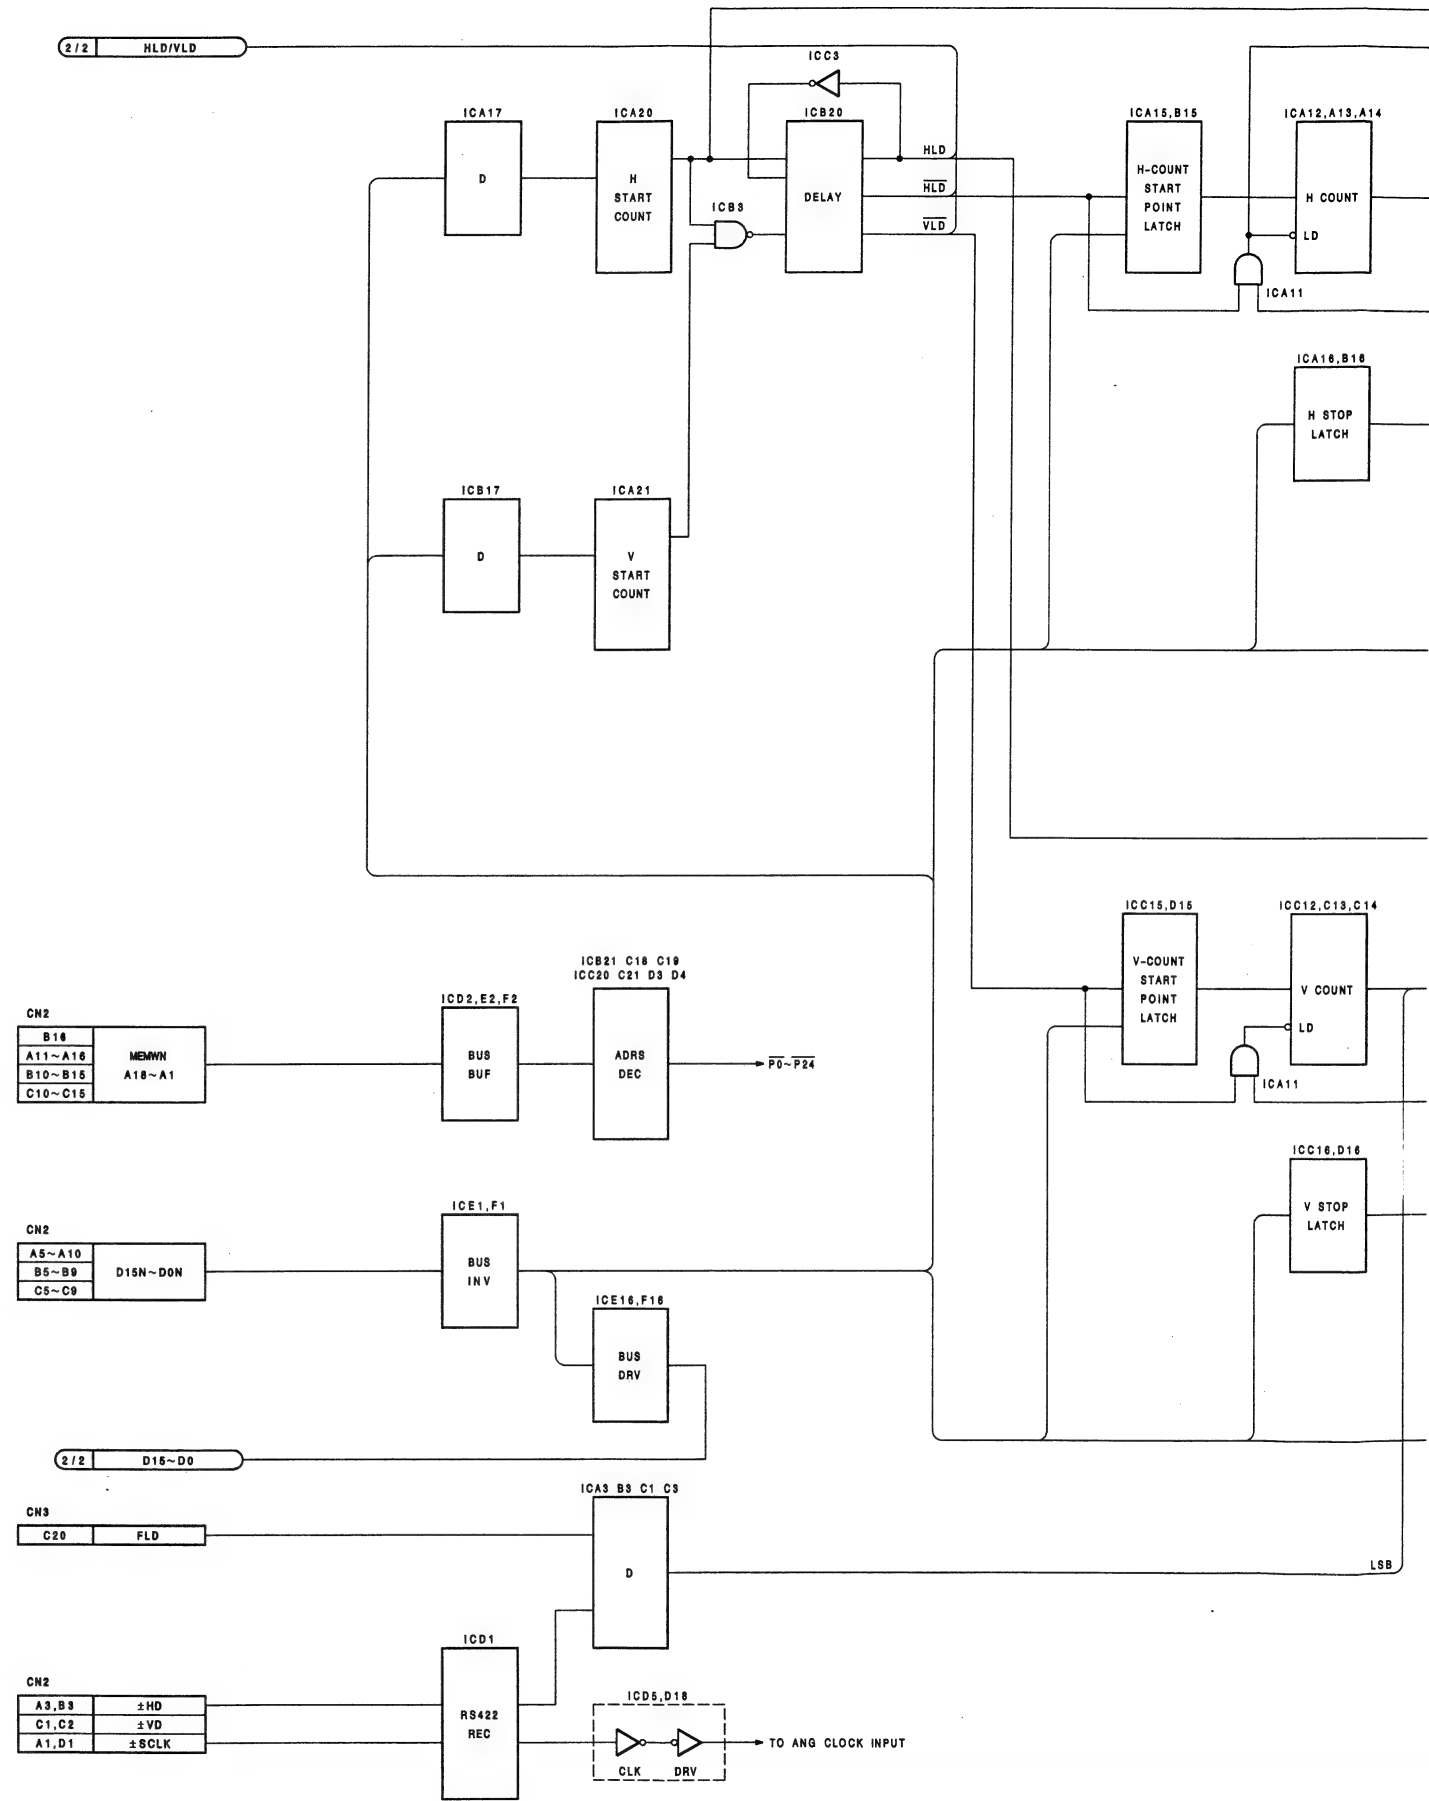 2/2 HLD/VLD
ICC3
ICA17
ICA20
ICB20
ICA15,B15
ICA12,A13,A14
D
H
START
COUNT
DELAY
HLD
HLD
VLD
ICB3
H-COUNT
START
POINT
LATCH
H COUNT
LD
ICA11
ICA16,B16
H STOP
LATCH
ICB17
ICA21
D
V
START
COUNT
ICC15,D15
ICC12,C13,C14
V-COUNT
START
POINT
LATCH
V COUNT
LD
ICA11
ICB21 C18 C19
ICC20 C21 D3 D4
ICD2,E2,F2
CN2
B16
A11~A16
B10~B15
C10~C15
MEMWN
A18~A1
BUS
BUF
ADRS
DEC
P0~P24
ICC16,D16
V STOP
LATCH
ICE1,F1
CN2
A5~A10
B5~B9
C5~C9
D15N~D0N
BUS
INV
ICE16,F16
BUS
DRV
2/2 D15~D0
ICA3 B3 C1 C3
CN3
C20 FLD
D
LSB
ICD1
CN2
A3,B3 ±HD
C1,C2 ±VD
A1,D1 ±SCLK
RS422
REC
ICD5,D18
CLK DRV
TO ANG CLOCK INPUT